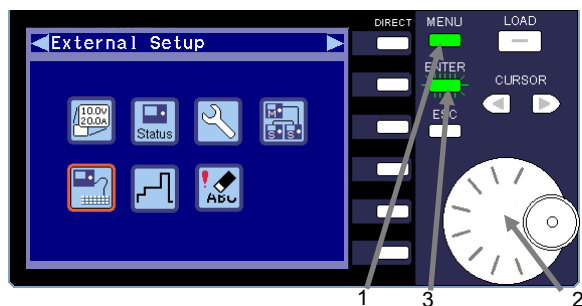 DIRECT MENU LOAD
External Setup
ENTER
CURSOR
10.0V
20.0A
Status
M
S S
ESC
ABC
1 3 2